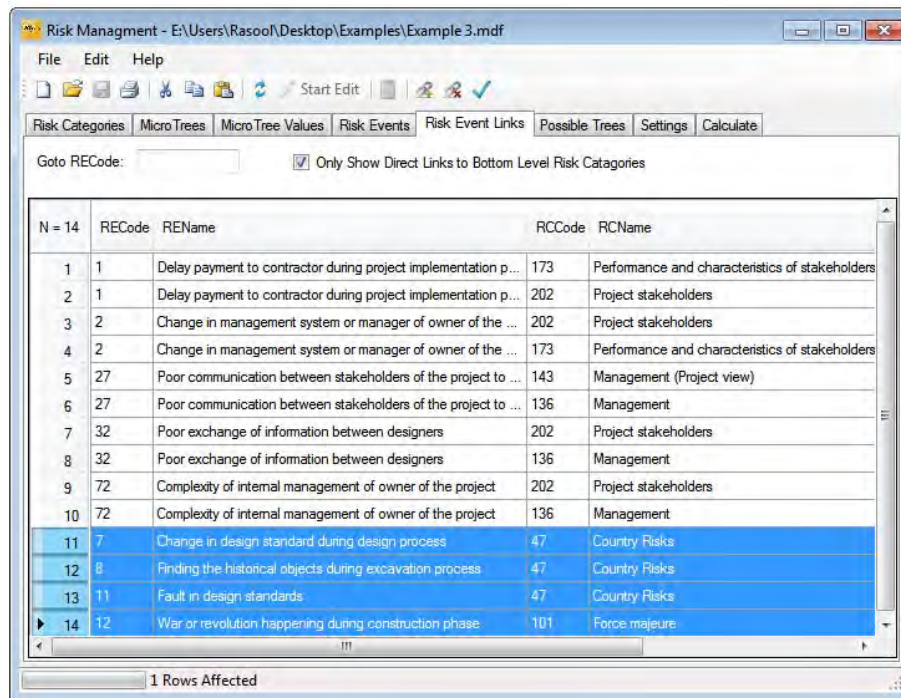 Risk Managment - E:\Users\Rasool\Desktop\Examples\Example 3.mdf
File Edit Help
Start Edit
Risk Categories MicroTrees MicroTree Values Risk Events Risk Event Links Possible Trees Settings Calculate
Goto RECode: Only Show Direct Links to Bottom Level Risk Catagories
N = 14 RECode REName RCCode RCName
1 1 Delay payment to contractor during project implementation p... 173 Performance and characteristics of stakeholders
2 1 Delay payment to contractor during project implementation p... 202 Project stakeholders
3 2 Change in management system or manager of owner of the ... 202 Project stakeholders
4 2 Change in management system or manager of owner of the ... 173 Performance and characteristics of stakeholders
5 27 Poor communication between stakeholders of the project to ... 143 Management (Project view)
6 27 Poor communication between stakeholders of the project to ... 136 Management
7 32 Poor exchange of information between designers 202 Project stakeholders
8 32 Poor exchange of information between designers 136 Management
9 72 Complexity of internal management of owner of the project 202 Project stakeholders
10 72 Complexity of internal management of owner of the project 136 Management
11 7 Change in design standard during design process 47 Country Risks
12 8 Finding the historical objects during excavation process 47 Country Risks
13 11 Fault in design standards 47 Country Risks
14 12 War or revolution happening during construction phase 101 Force majeure
1 Rows Affected